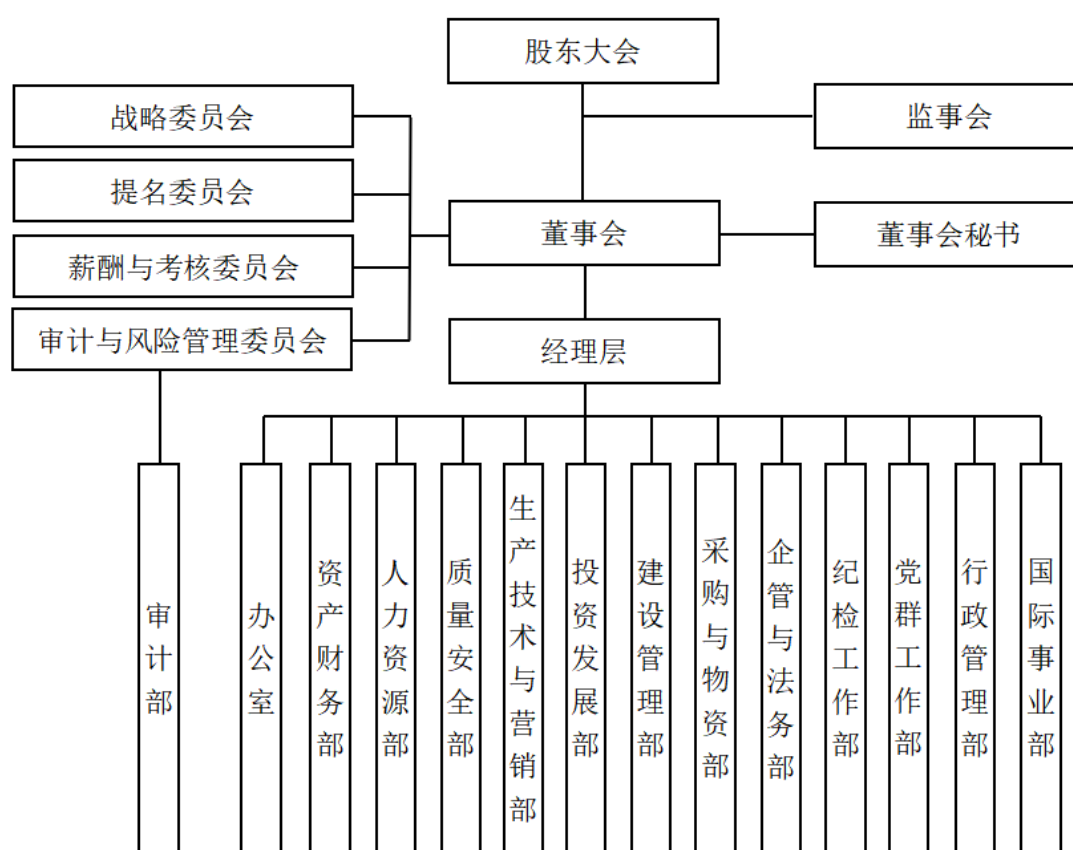 股东大会
战略委员会
监事会
提名委员会
董事会
董事会秘书
薪酬与考核委员会
审计与风险管理委员会
经理层
审计部
办公室
资产财务部
人力资源部
质量安全部
生产技术与营销部
投资发展部
建设管理部
采购与物资部
企管与法务部
纪检工作部
党群工作部
行政管理部
国际事业部